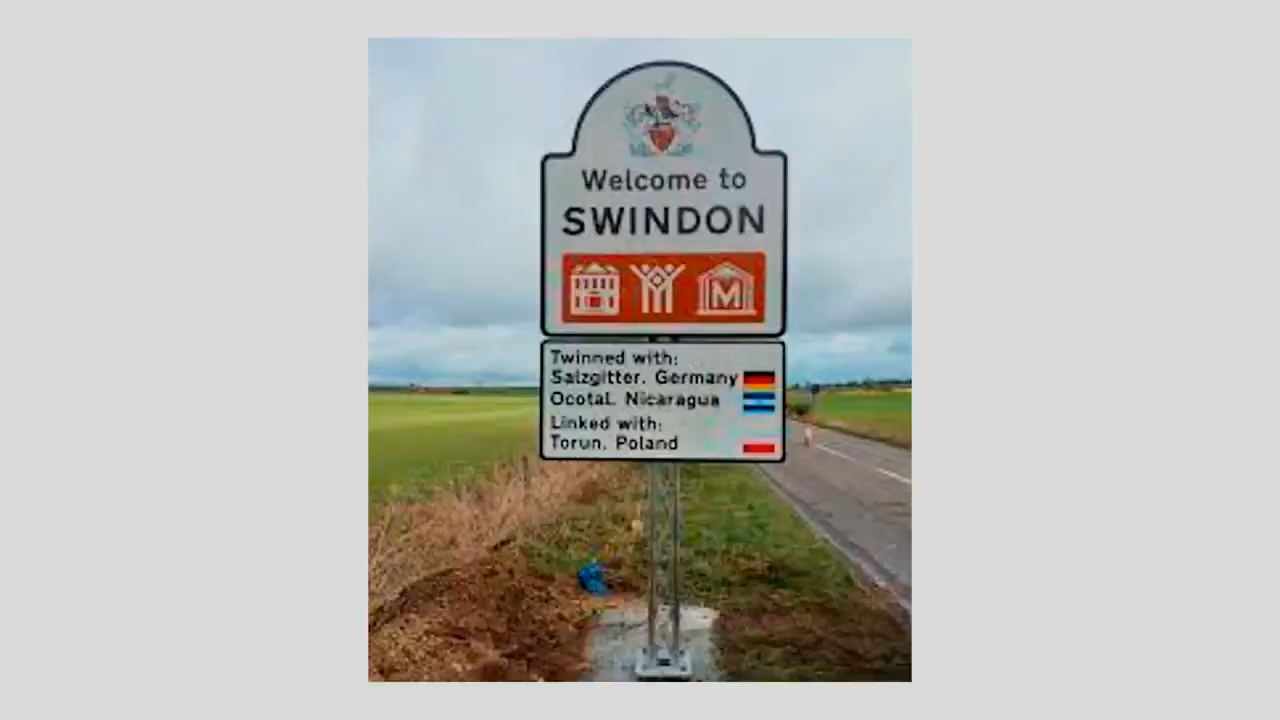 Welcome to
SWINDON
M
Twinned with:
Salzgitter, Germany
Ocotal, Nicaragua
Linked with:
Torun, Poland